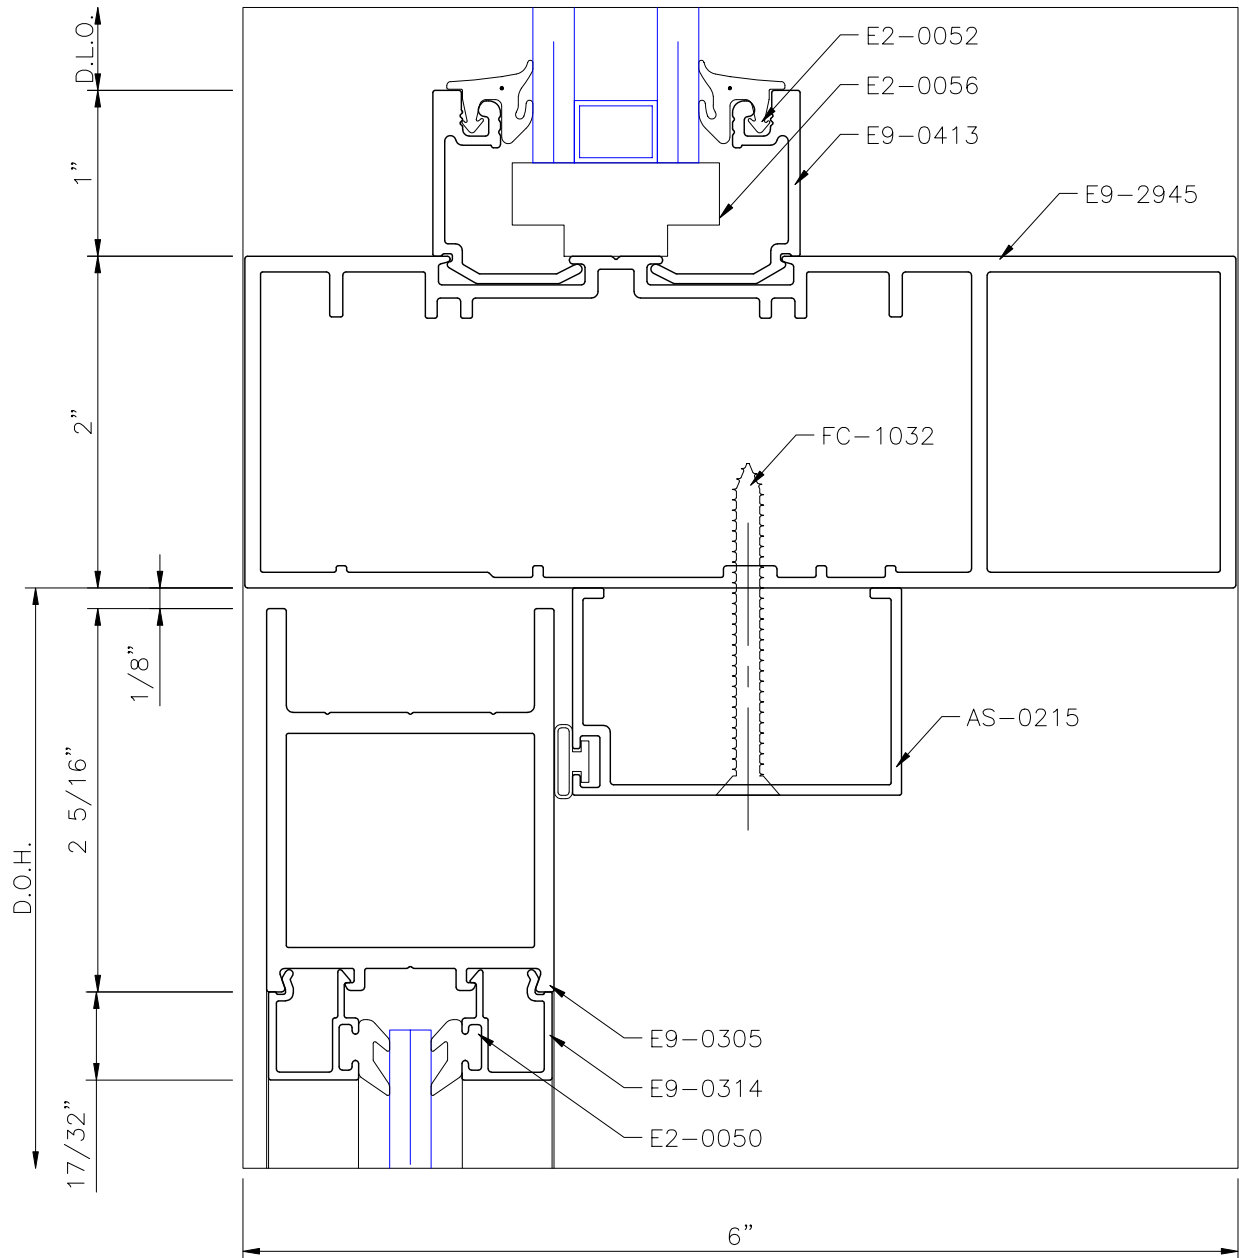 D.L.O.
E2-0052
E2-0056
E9-0413
1"
E9-2945
2"
FC-1032
1/8"
AS-0215
2 5/16"
D.O.H.
E9-0305
E9-0314
E2-0050
17/32"
6"